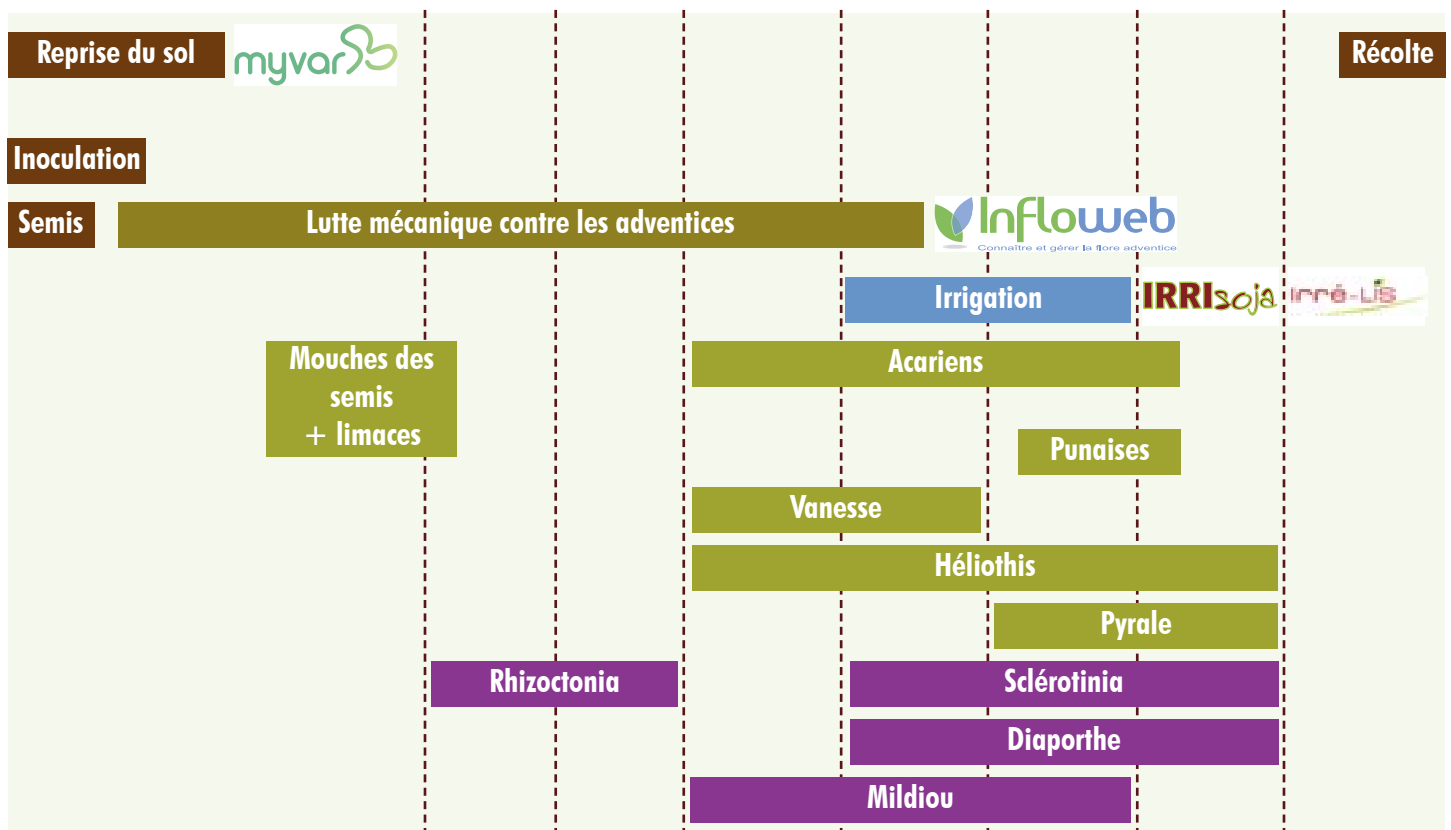 Reprise du sol
myvar
Récolte
Inoculation
Semis
Lutte mécanique contre les adventices
Infloweb
Connaître et gérer la flore adventice
Irrigation
IRRIsoja
Irré-LIS
Mouches des
semis
+ limaces
Acariens
Punaises
Vanesse
Héliothis
Pyrale
Rhizoctonia
Sclérotinia
Diaporthe
Mildiou